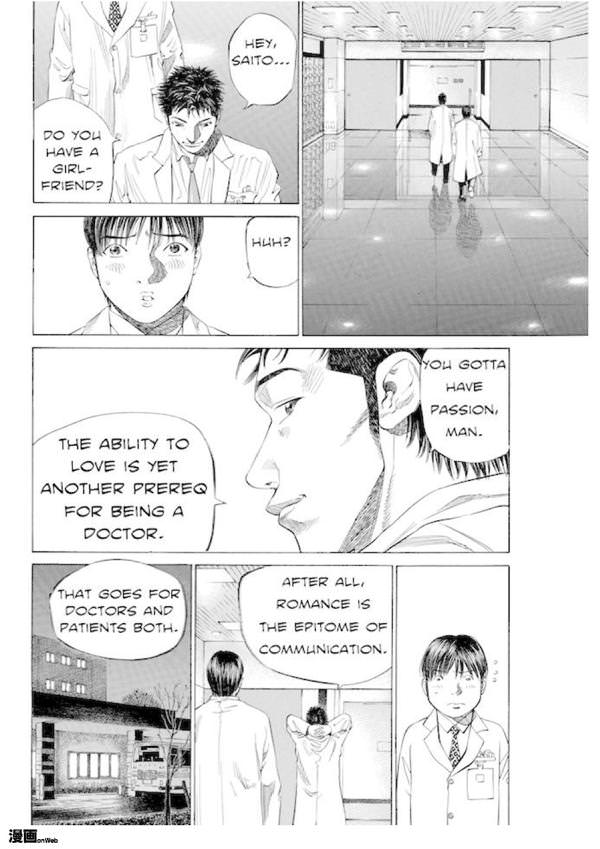 HEY,
SAITO...
DO YOU
HAVE A
GIRL-
FRIEND?
HUH?
YOU GOTTA
HAVE
PASSION,
MAN.
THE ABILITY TO
LOVE IS YET
ANOTHER PREREQ
FOR BEING A
DOCTOR.
THAT GOES FOR
DOCTORS AND
PATIENTS BOTH.
AFTER ALL,
ROMANCE IS
THE EPITOME OF
COMMUNICATION.
漫画onWeb